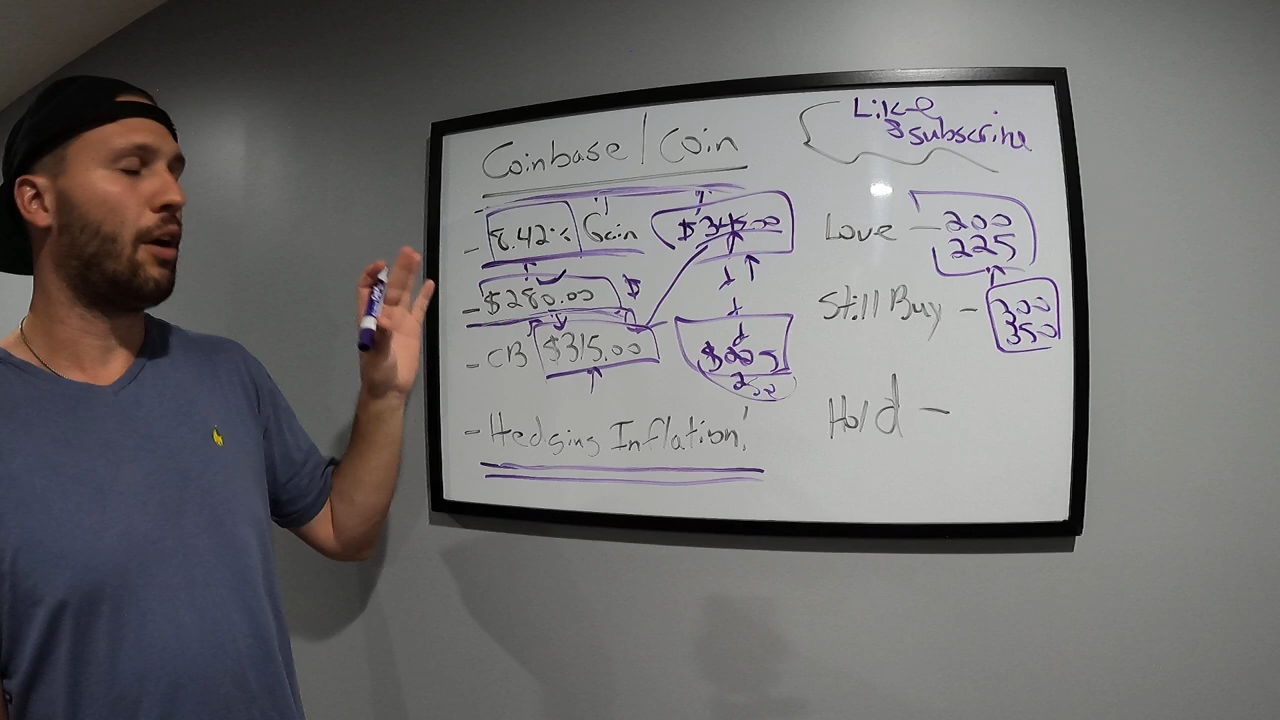 Coinbase / Coin
- 8.42% Gain $345.00
- $280.00 $
- CB $315.00
250
- Hedging Inflation!
Like
& subscribe
Love - 200
225
Still Buy - 300
350
Hold -